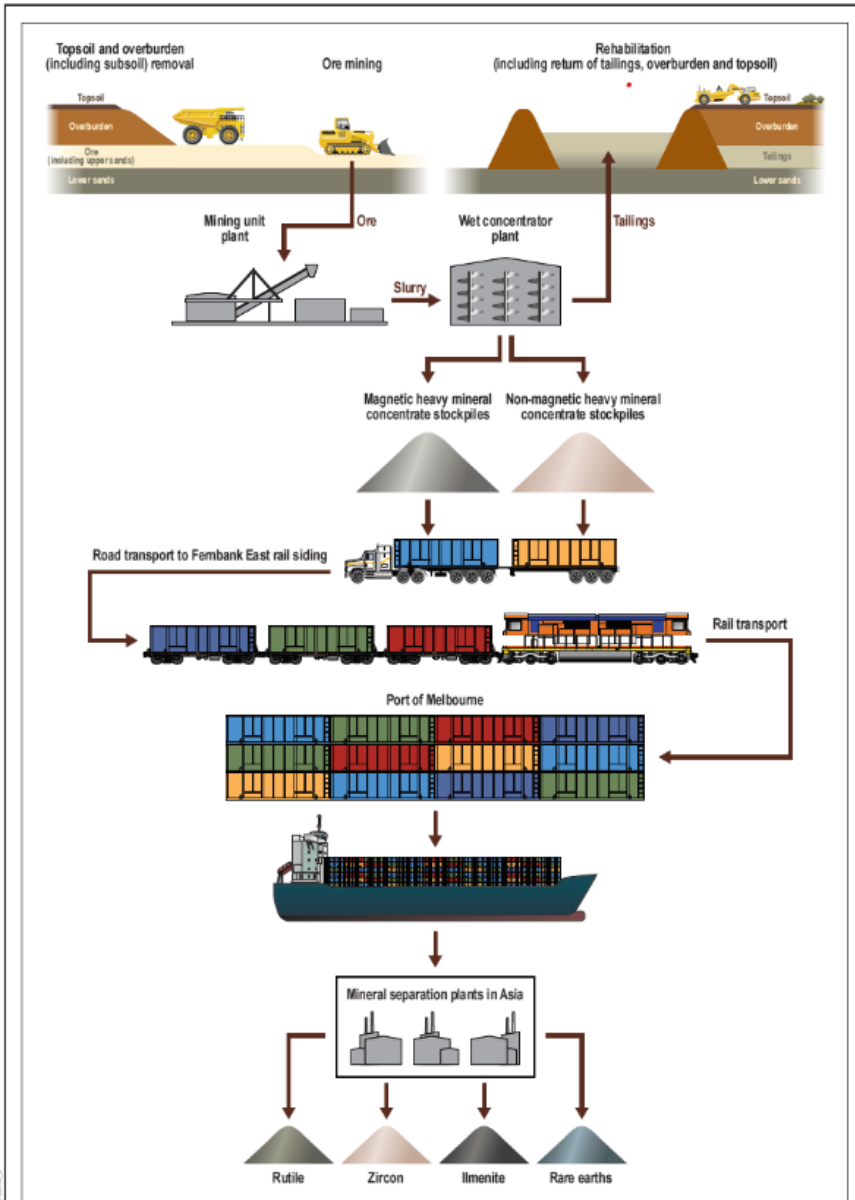 Topsoil and overburden
(including subsoil) removal
Ore mining
Rehabilitation
(including return of tailings, overburden and topsoil)
Topsoil
Overburden
Ore
(including upper sands)
Lower sands
Topsoil
Overburden
Tailings
Lower sands
Mining unit
plant
Ore
Wet concentrator
plant
Tailings
Slurry
Magnetic heavy mineral
concentrate stockpiles
Non-magnetic heavy mineral
concentrate stockpiles
Road transport to Fernbank East rail siding
Rail transport
Port of Melbourne
Mineral separation plants in Asia
Rutile
Zircon
Ilmenite
Rare earths